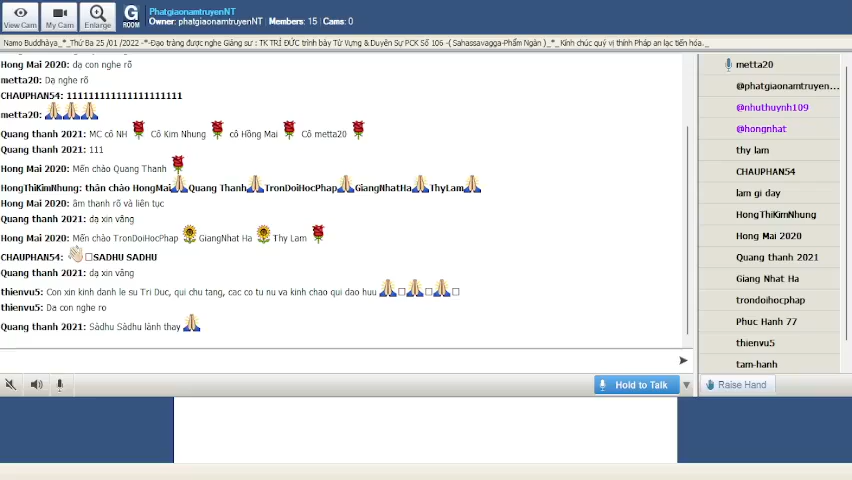 View Cam
My Cam
Enlarge
G
ROOM
PhatgiaonamtruyenNT
Owner: phatgiaonamtruyenNT | Members: 15 | Cams: 0
Namo Buddhàya_*_Thứ Ba 25 /01 /2022 -*-Đạo tràng được nghe Giảng sư : TK TRÍ ĐỨC trình bày Từ Vựng & Duyên Sự PCK Số 106 -( Sahassavagga-Phẩm Ngàn )_*_ Kính chúc quý vị thính Pháp an lạc tiến hóa._
Hong Mai 2020: dạ con nghe rõ
metta20: Dạ nghe rõ
CHAUPHAN54: 111111111111111111111
metta20:
Quang thanh 2021: MC cô NH Cô Kim Nhung cô Hồng Mai Cô metta20
Quang thanh 2021: 111
Hong Mai 2020: Mến chào Quang Thanh
HongThiKimNhung: thân chào HongMai Quang Thanh TronDoiHocPhap GiangNhatHa ThyLam
Hong Mai 2020: âm thanh rõ và liên tục
Quang thanh 2021: dạ xin vâng
Hong Mai 2020: Mến chào TronDoiHocPhap GiangNhat Ha Thy Lam
CHAUPHAN54: SADHU SADHU
Quang thanh 2021: dạ xin vâng
thienvu5: Con xin kinh danh le su Tri Duc, qui chu tang, cac co tu nu va kinh chao qui dao huu
thienvu5: Da con nghe ro
Quang thanh 2021: Sàdhu Sàdhu lành thay
Hold to Talk
metta20
@phatgiaonamtruyen...
@nhuthuynh109
@hongnhat
thy lam
CHAUPHAN54
lam gi day
HongThiKimNhung
Hong Mai 2020
Quang thanh 2021
Giang Nhat Ha
trondoihocphap
Phuc Hanh 77
thienvu5
tam-hanh
Raise Hand